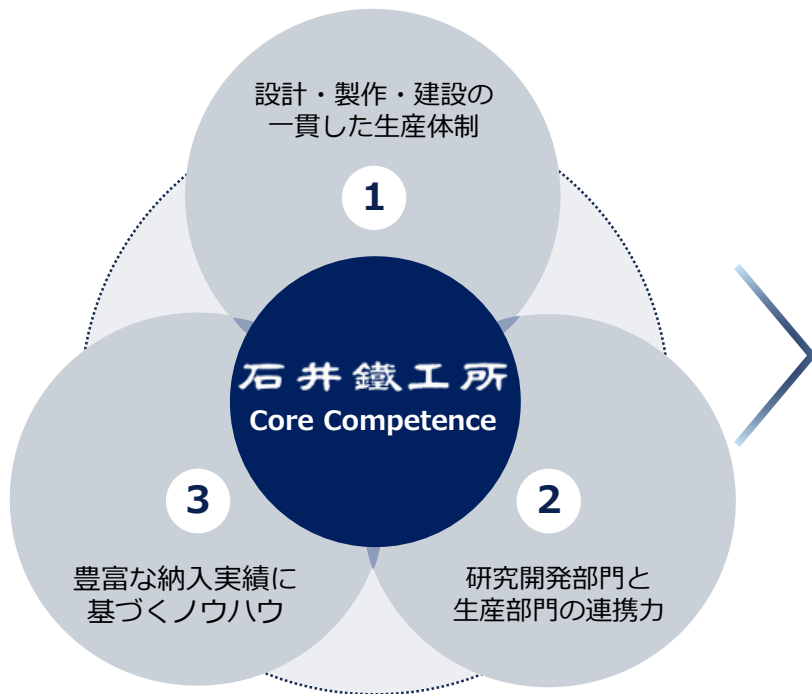 設計・製作・建設の
一貫した生産体制
1
石井鐵工所
Core Competence
3
2
豊富な納入実績に
基づくノウハウ
研究開発部門と
生産部門の連携力